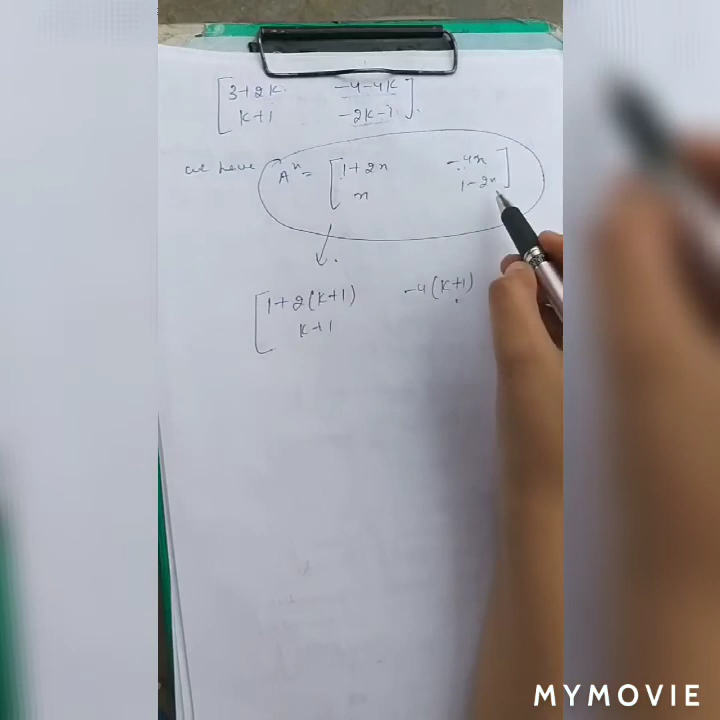 [3+2k -4-4k]
[k+1 -2k-1].
we have A^n = [1+2n -4n]
[n 1-2n]
[1+2(k+1) -4(k+1)
[k+1
MYMOVIE